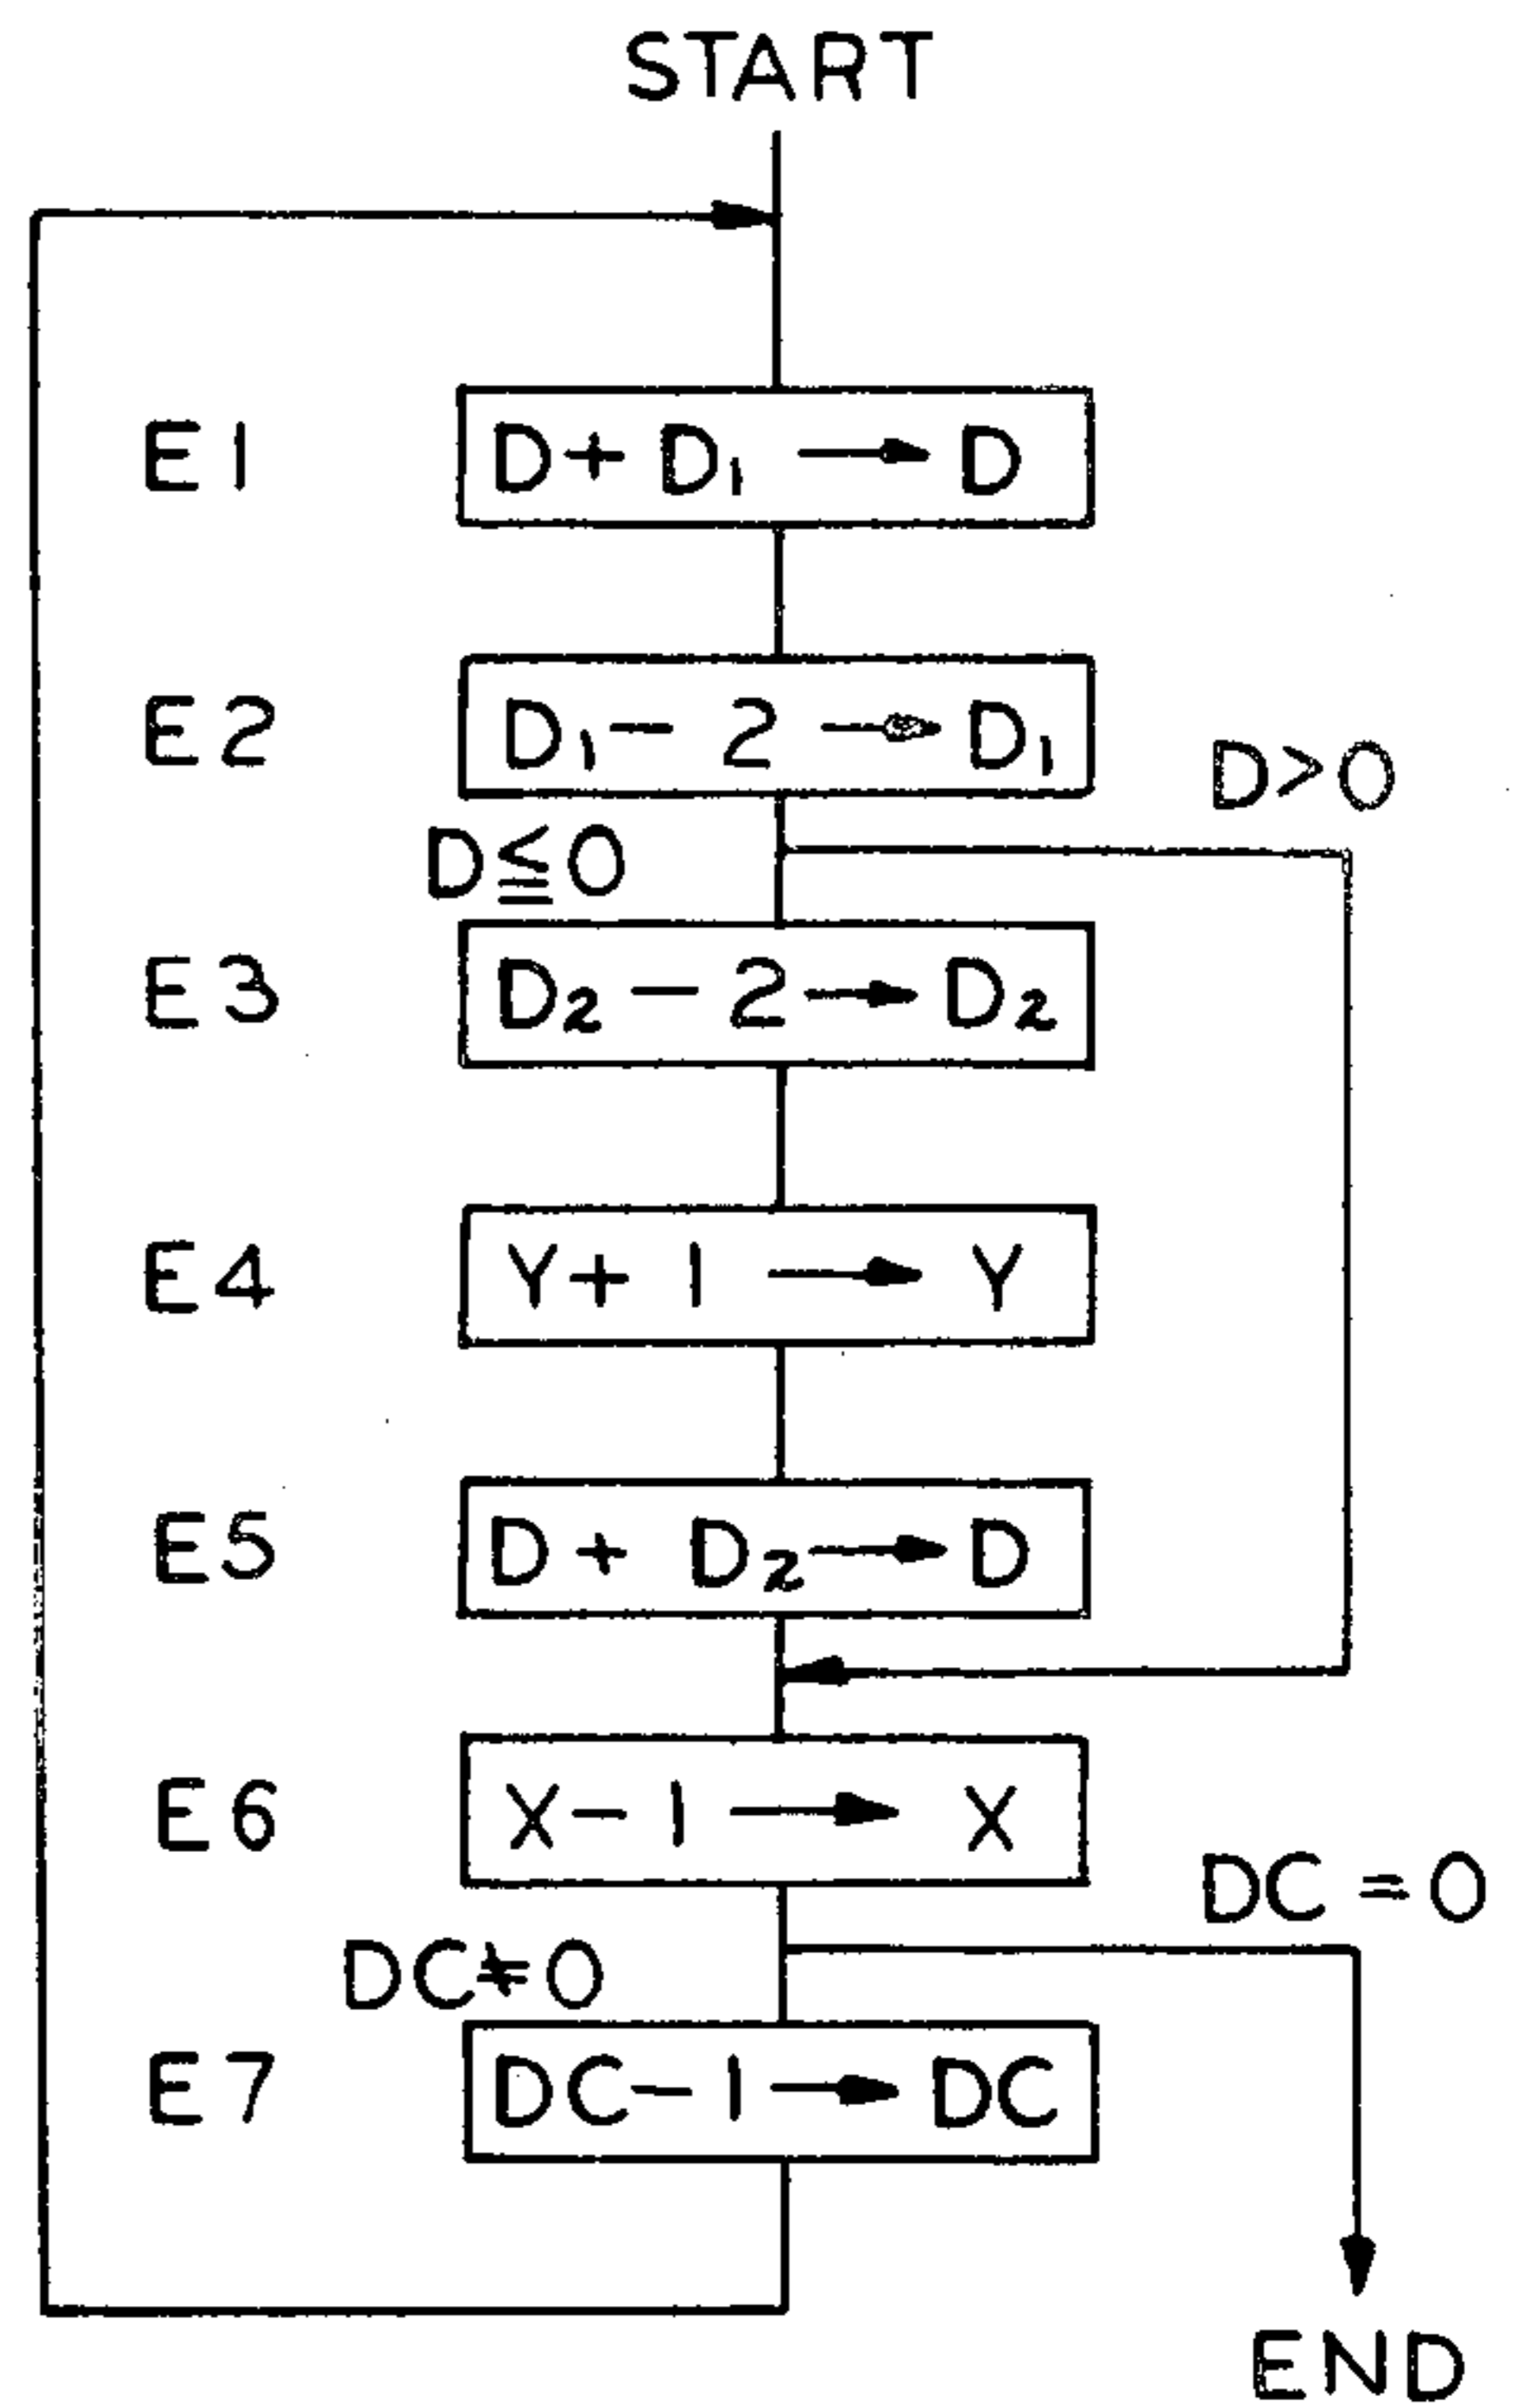 START
E1 D + D₁ → D
E2 D₁ - 2 → D₁
D>0
D≦0
E3 D₂ - 2 → D₂
E4 Y + 1 → Y
E5 D + D₂ → D
E6 X - 1 → X
DC = 0
DC≠0
E7 DC - 1 → DC
END